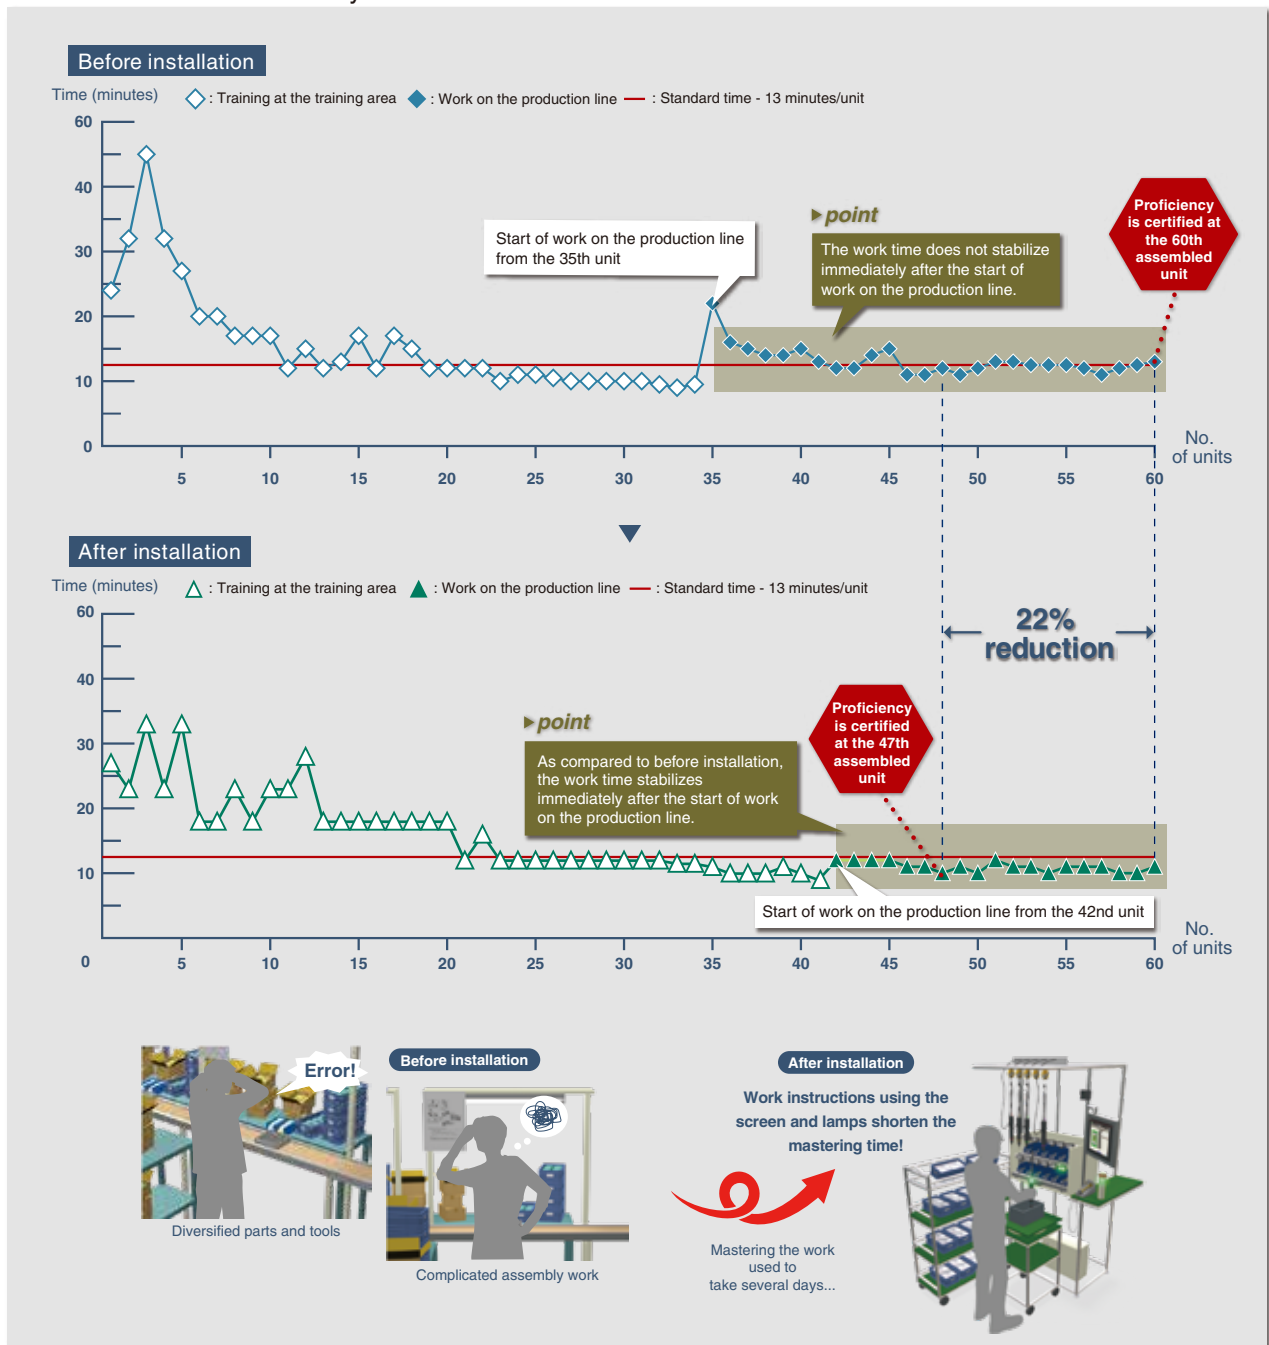 Before installation
Time (minutes)
: Training at the training area
: Work on the production line
: Standard time - 13 minutes/unit
60
40
30
20
10
0
Start of work on the production line
from the 35th unit
point
The work time does not stabilize
immediately after the start of
work on the production line.
Proficiency
is certified at
the 60th
assembled
unit
5 10 15 20 25 30 35 40 45 50 55 60
No.
of units
After installation
Time (minutes)
: Training at the training area
: Work on the production line
: Standard time - 13 minutes/unit
60
40
30
20
10
0
22%
reduction
point
As compared to before installation,
the work time stabilizes
immediately after the start of work
on the production line.
Proficiency
is certified
at the 47th
assembled
unit
Start of work on the production line from the 42nd unit
5 10 15 20 25 30 35 40 45 50 55 60
No.
of units
Error!
Diversified parts and tools
Before installation
Complicated assembly work
After installation
Work instructions using the
screen and lamps shorten the
mastering time!
Mastering the work
used to
take several days...